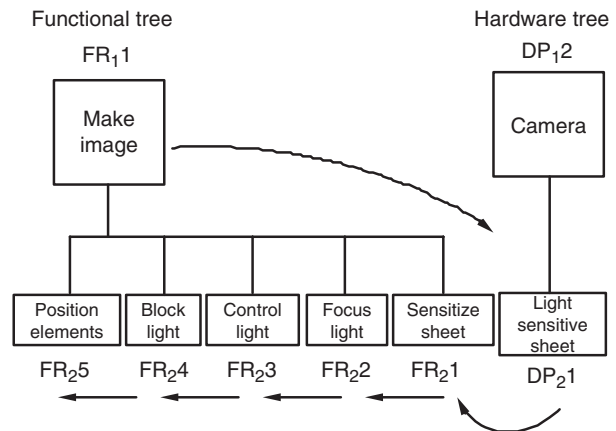 Functional tree
Hardware tree
FR₁1
DP₁2
Make
image
Camera
Position
elements
Block
light
Control
light
Focus
light
Sensitize
sheet
Light
sensitive
sheet
FR₂5
FR₂4
FR₂3
FR₂2
FR₂1
DP₂1